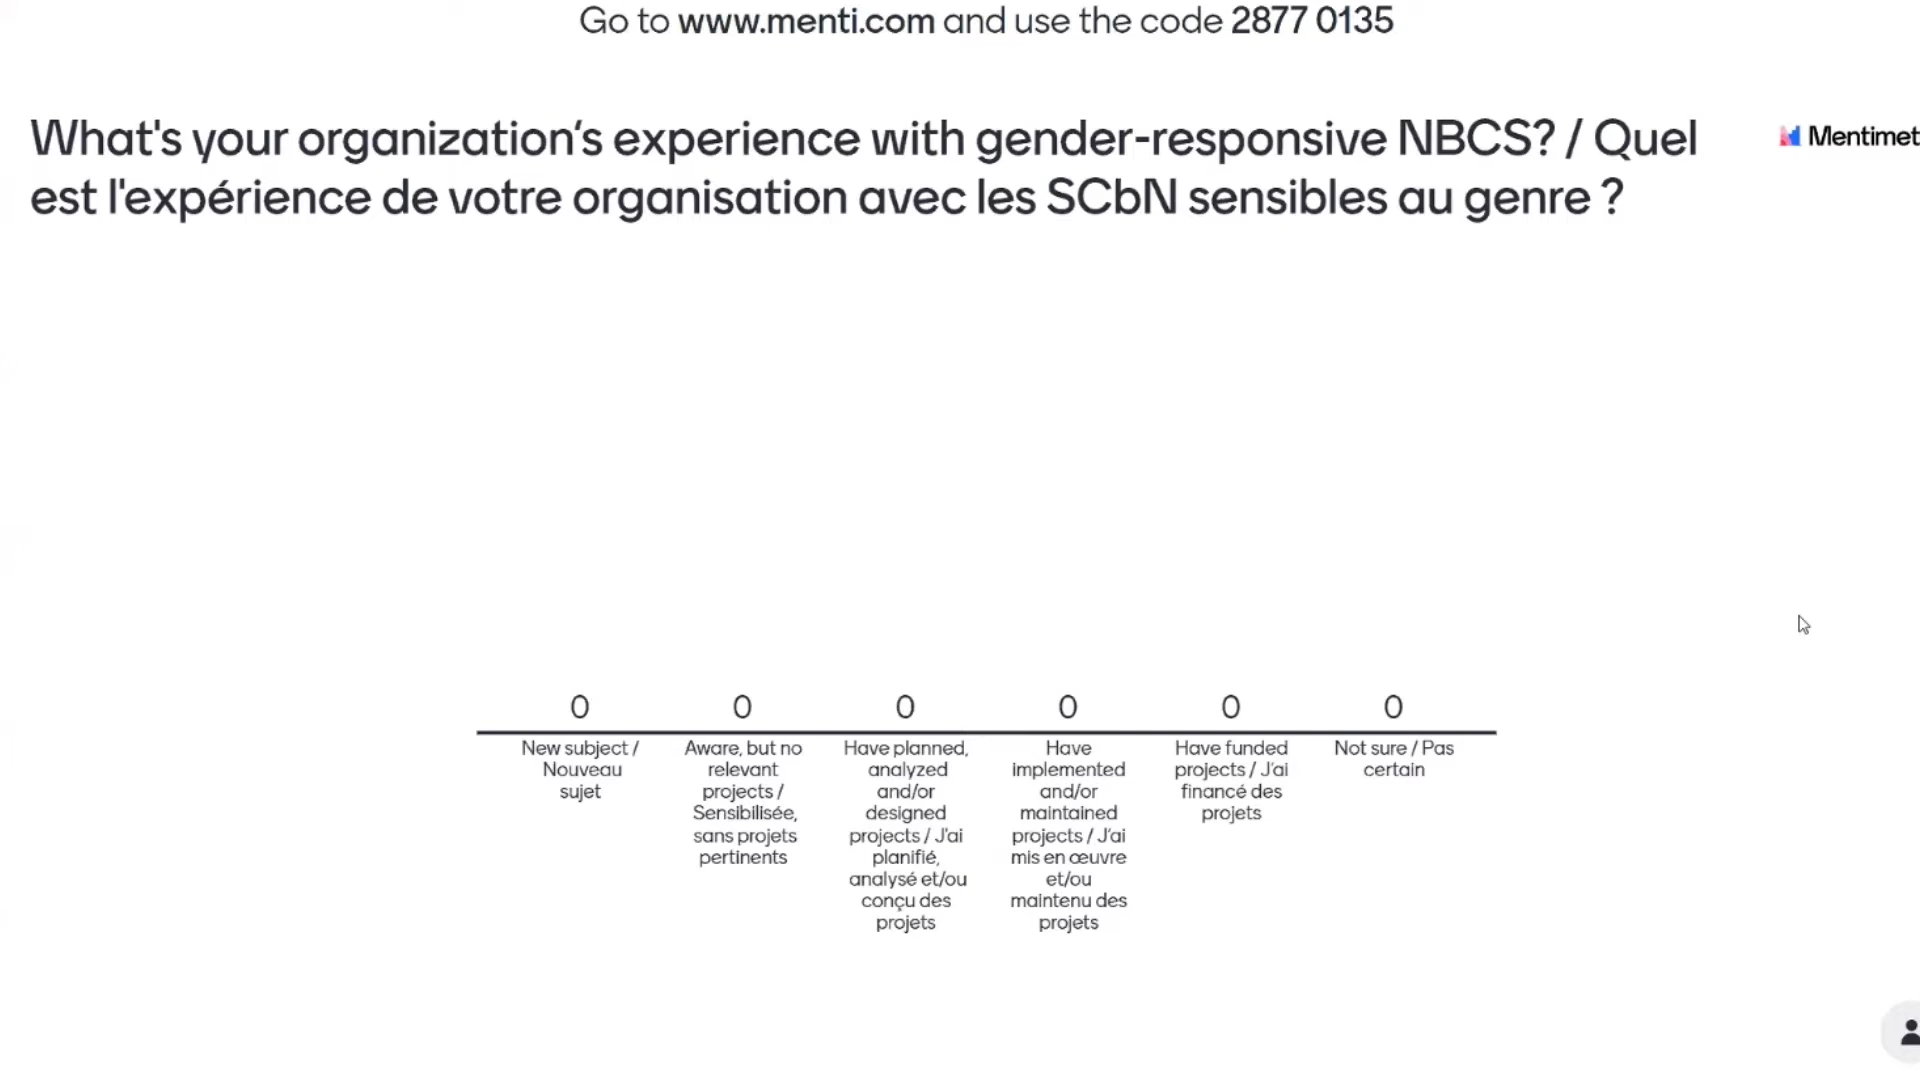 Go to www.menti.com and use the code 2877 0135
What's your organization‘s experience with gender-responsive NBCS? / Quel
est l'expérience de votre organisation avec les SCbN sensibles au genre ?
Mentimet
0 0 0 0 0 0
New subject /
Nouveau
sujet
Aware, but no
relevant
projects /
Sensibilisée,
sans projets
pertinents
Have planned,
analyzed
and/or
designed
projects / J'ai
planifié,
analysé et/ou
conçu des
projets
Have
implemented
and/or
maintained
projects / J'ai
mis en œuvre
et/ou
maintenu des
projets
Have funded
projects / J'ai
financé des
projets
Not sure / Pas
certain